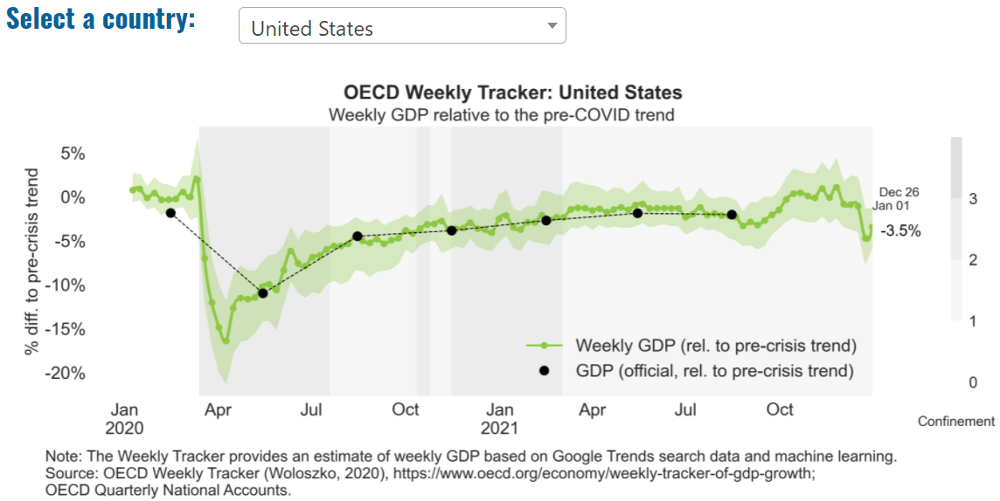 Select a country:
United States
OECD Weekly Tracker: United States
Weekly GDP relative to the pre-COVID trend
% diff. to pre-crisis trend
5%
0%
-5%
-10%
-15%
-20%
Dec 26
Jan 01
-3.5%
Weekly GDP (rel. to pre-crisis trend)
GDP (official, rel. to pre-crisis trend)
Jan Apr Jul Oct Jan Apr Jul Oct
2020 2021
3
2
1
0
Confinement
Note: The Weekly Tracker provides an estimate of weekly GDP based on Google Trends search data and machine learning.
Source: OECD Weekly Tracker (Woloszko, 2020), https://www.oecd.org/economy/weekly-tracker-of-gdp-growth;
OECD Quarterly National Accounts.